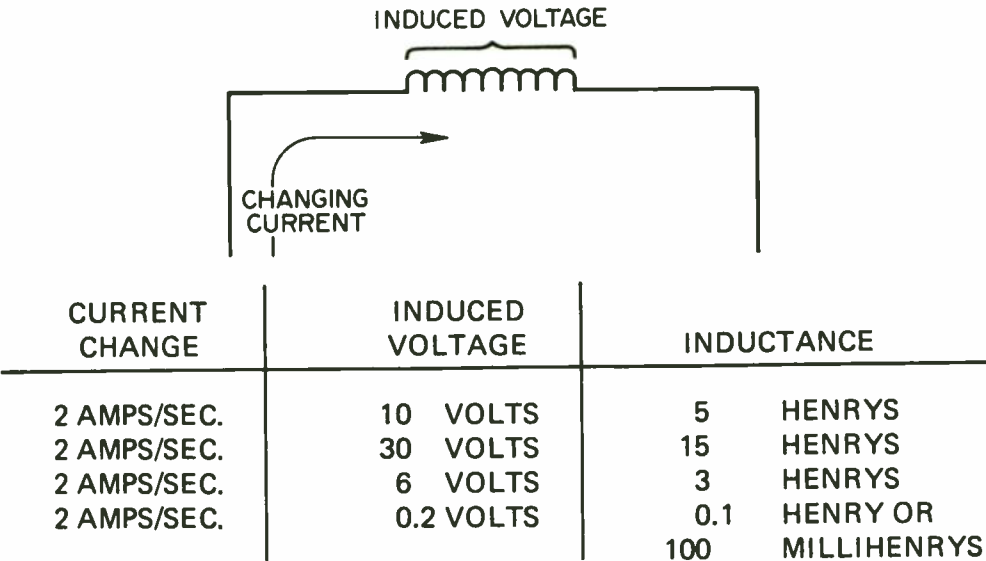 INDUCED VOLTAGE
CHANGING
CURRENT
CURRENT CHANGE
INDUCED VOLTAGE
INDUCTANCE
2 AMPS/SEC. 10 VOLTS 5 HENRYS
2 AMPS/SEC. 30 VOLTS 15 HENRYS
2 AMPS/SEC. 6 VOLTS 3 HENRYS
2 AMPS/SEC. 0.2 VOLTS 0.1 HENRY OR
100 MILLIHENRYS